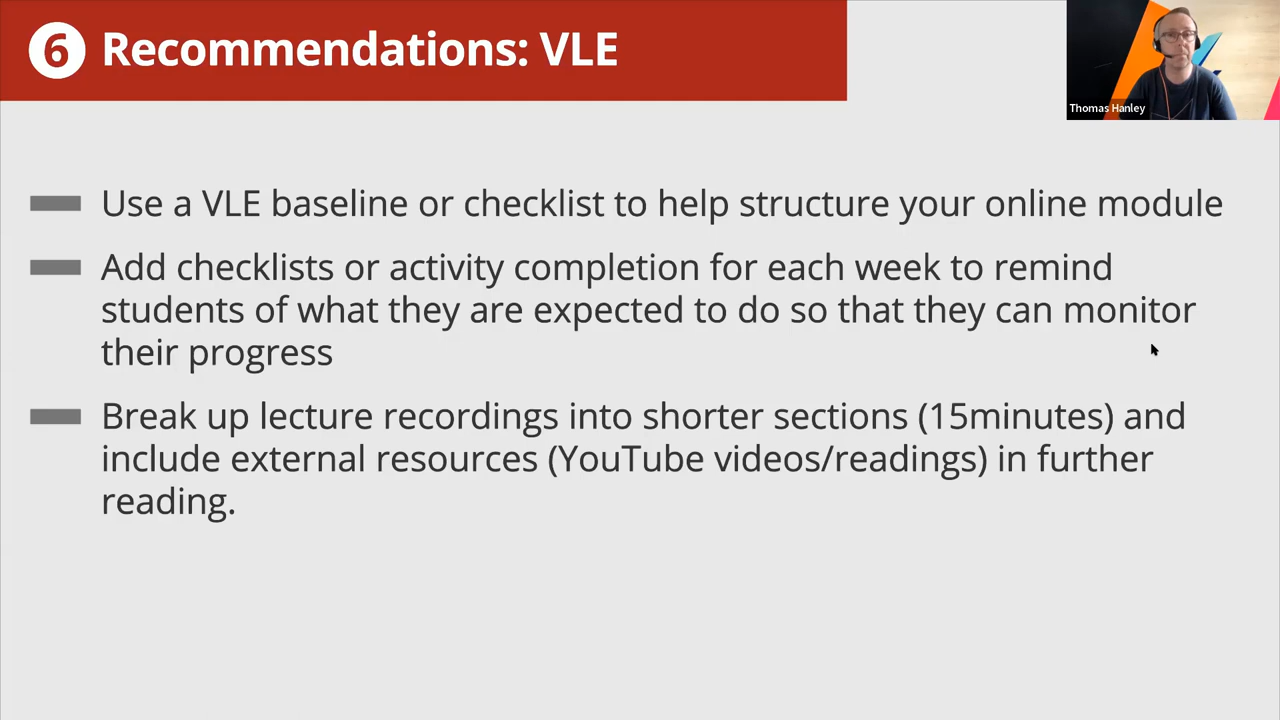 6 Recommendations: VLE
Thomas Hanley
Use a VLE baseline or checklist to help structure your online module
Add checklists or activity completion for each week to remind
students of what they are expected to do so that they can monitor
their progress
Break up lecture recordings into shorter sections (15minutes) and
include external resources (YouTube videos/readings) in further
reading.